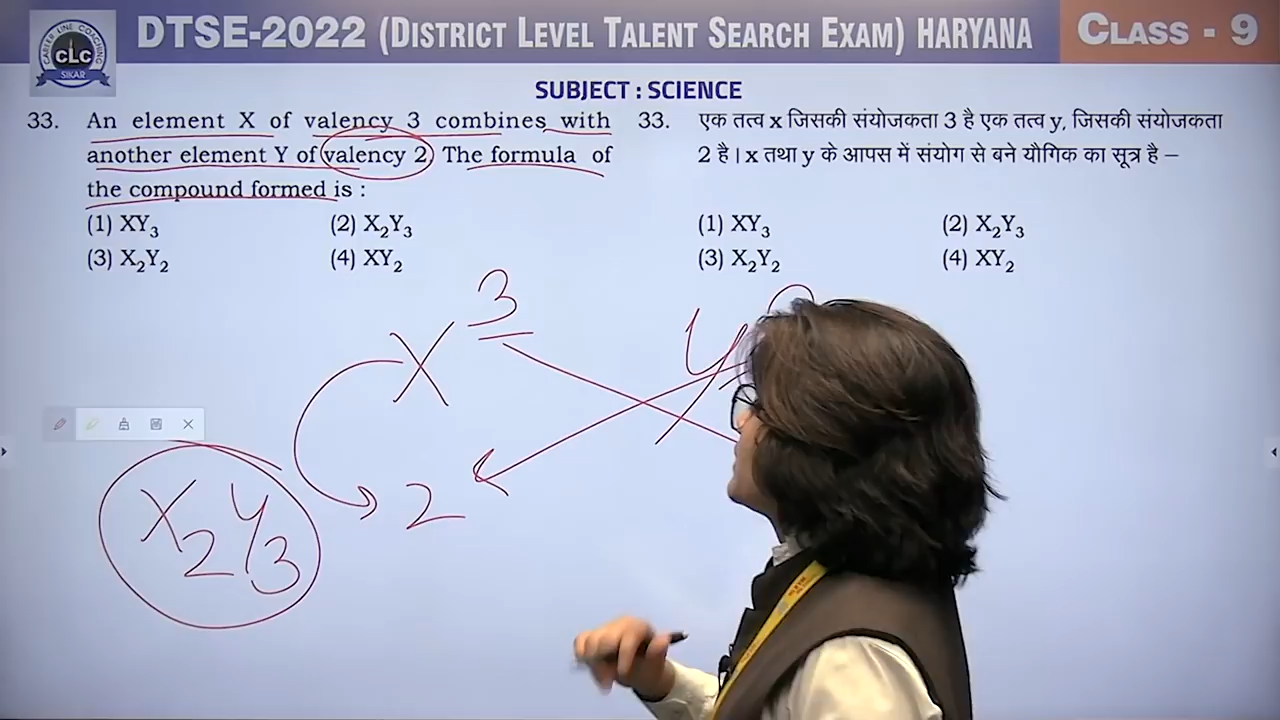 CAREER LINE COACHING
CLC
SIKAR
DTSE-2022 (DISTRICT LEVEL TALENT SEARCH EXAM) HARYANA
CLASS - 9
SUBJECT : SCIENCE
33. An element X of valency 3 combines with
another element Y of valency 2. The formula of
the compound formed is :
(1) XY₃ (2) X₂Y₃
(3) X₂Y₂ (4) XY₂
33. एक तत्व x जिसकी संयोजकता 3 है एक तत्व y, जिसकी संयोजकता
2 है। x तथा y के आपस में संयोग से बने यौगिक का सूत्र है –
(1) XY₃ (2) X₂Y₃
(3) X₂Y₂ (4) XY₂
X 3 y
2
X₂y₃